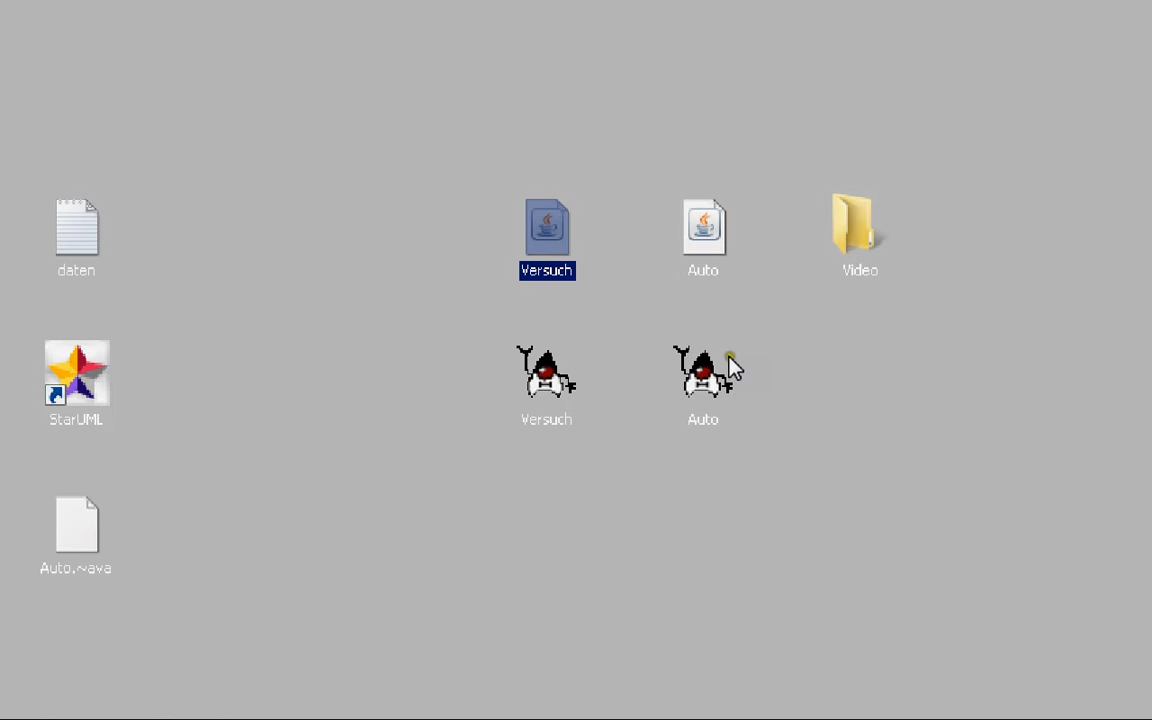 daten
Versuch
Auto
Video
StarUML
Versuch
Auto
Auto.~ava